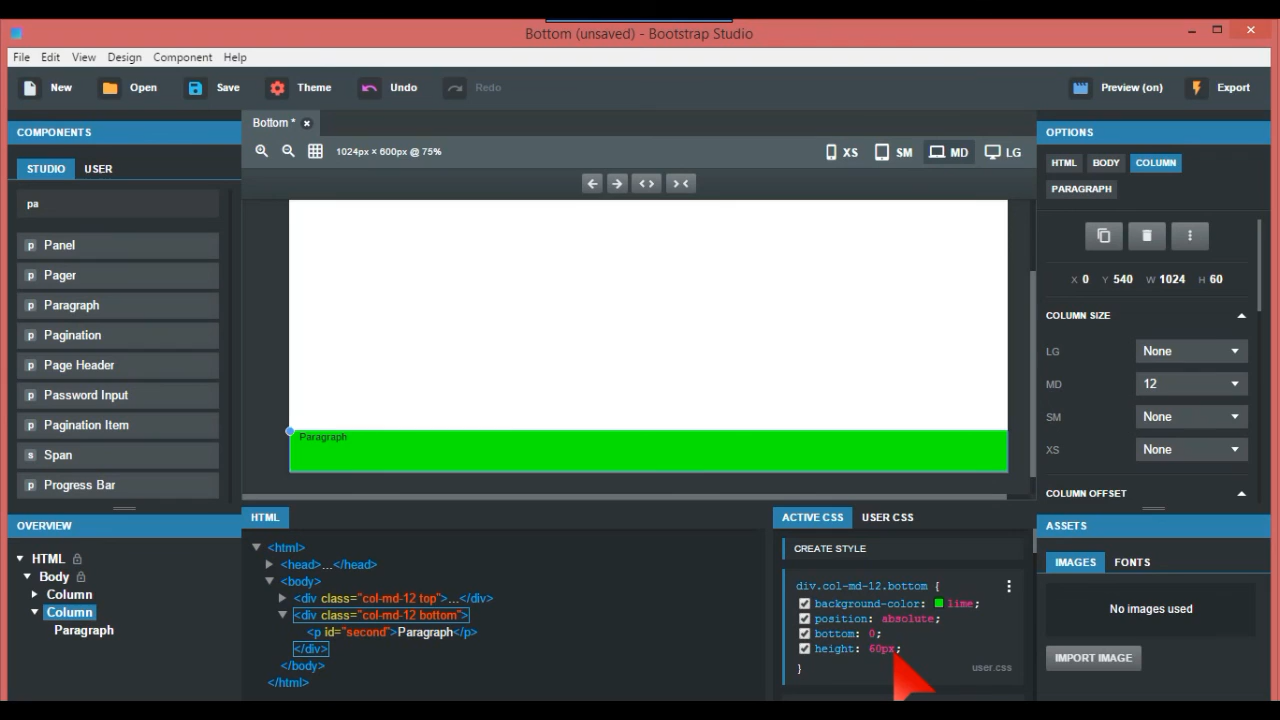 Bottom (unsaved) - Bootstrap Studio
File Edit View Design Component Help
New Open Save Theme Undo Redo Preview (on) Export
COMPONENTS
STUDIO USER
pa
p Panel
p Pager
p Paragraph
p Pagination
p Page Header
p Password Input
p Pagination Item
s Span
p Progress Bar
OVERVIEW
HTML
Body
Column
Column
Paragraph
Bottom *
1024px × 600px @ 75%
XS SM MD LG
Paragraph
HTML
<html>
<head>...</head>
<body>
<div class="col-md-12 top">...</div>
<div class="col-md-12 bottom">
<p id="second">Paragraph</p>
</div>
</body>
</html>
ACTIVE CSS USER CSS
CREATE STYLE
div.col-md-12.bottom {
background-color: lime;
position: absolute;
bottom: 0;
height: 60px;
}
user.css
OPTIONS
HTML BODY COLUMN
PARAGRAPH
X 0 Y 540 W 1024 H 60
COLUMN SIZE
LG None
MD 12
SM None
XS None
COLUMN OFFSET
ASSETS
IMAGES FONTS
No images used
IMPORT IMAGE